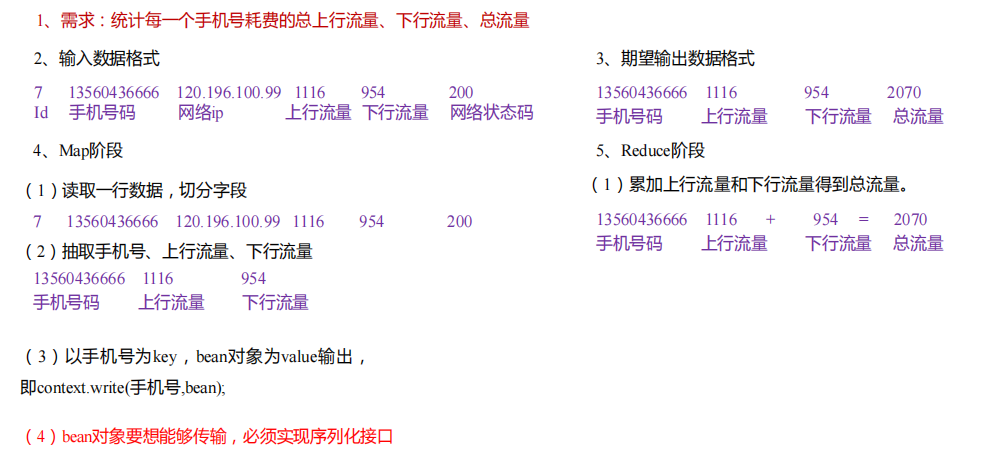 1、需求：统计每一个手机号耗费的总上行流量、下行流量、总流量
2、输入数据格式
7 13560436666 120.196.100.99 1116 954 200
Id 手机号码 网络ip 上行流量 下行流量 网络状态码
3、期望输出数据格式
13560436666 1116 954 2070
手机号码 上行流量 下行流量 总流量
4、Map阶段
（1）读取一行数据，切分字段
7 13560436666 120.196.100.99 1116 954 200
（2）抽取手机号、上行流量、下行流量
13560436666 1116 954
手机号码 上行流量 下行流量
（3）以手机号为key，bean对象为value输出，
即context.write(手机号,bean);
（4）bean对象要想能够传输，必须实现序列化接口
5、Reduce阶段
（1）累加上行流量和下行流量得到总流量。
13560436666 1116 + 954 = 2070
手机号码 上行流量 下行流量 总流量